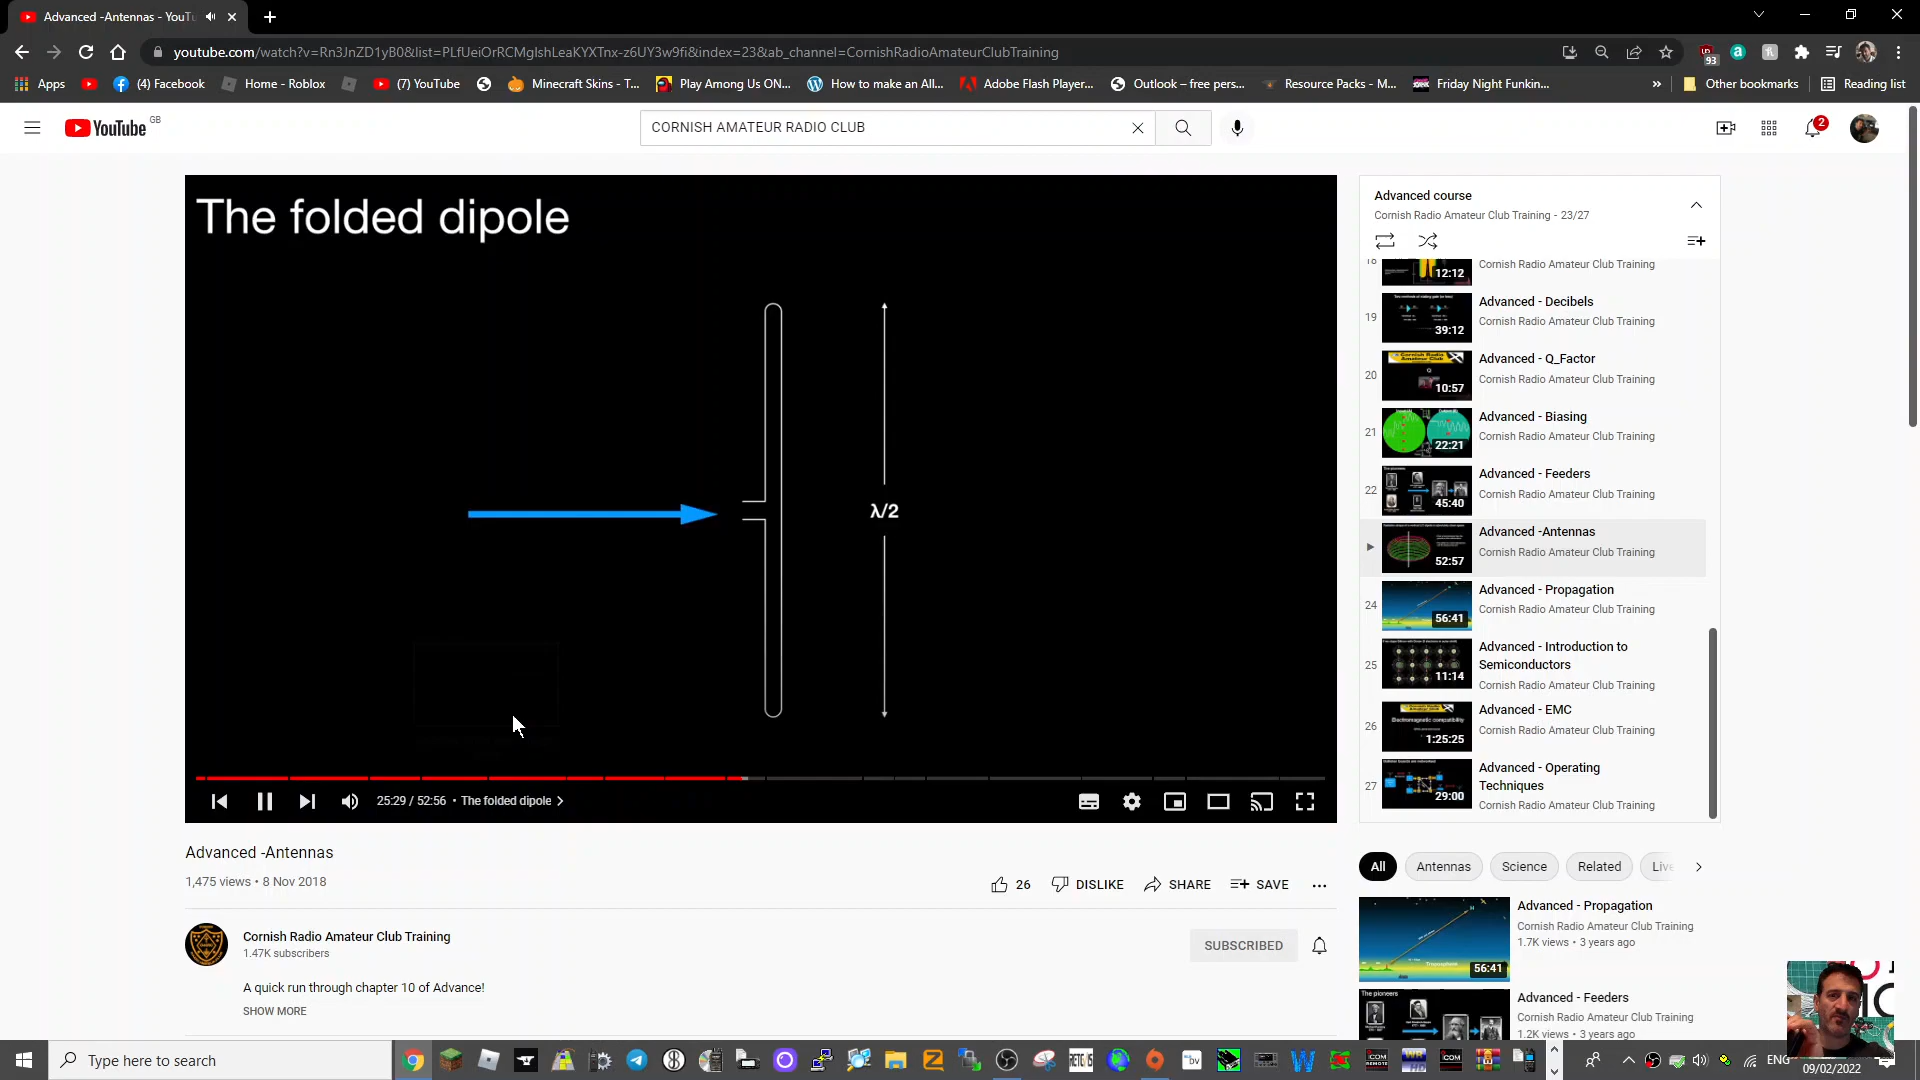 Advanced -Antennas - YouTu
youtube.com/watch?v=Rn3JnZD1yB0&list=PLfUeiOrRCMgIshLeaKYXTnx-z6UY3w9fi&index=23&ab_channel=CornishRadioAmateurClubTraining
93
Apps
(4) Facebook
Home - Roblox
(7) YouTube
Minecraft Skins - T...
Play Among Us ON...
How to make an All...
Adobe Flash Player...
Outlook – free pers...
Resource Packs - M...
Friday Night Funkin...
»
Other bookmarks
Reading list
YouTube GB
CORNISH AMATEUR RADIO CLUB
2
The folded dipole
λ/2
25:29 / 52:56 • The folded dipole
Advanced -Antennas
1,475 views • 8 Nov 2018
26
DISLIKE
SHARE
SAVE
Cornish Radio Amateur Club Training
1.47K subscribers
SUBSCRIBED
A quick run through chapter 10 of Advance!
SHOW MORE
Advanced course
Cornish Radio Amateur Club Training - 23/27
18
12:12
Cornish Radio Amateur Club Training
19
39:12
Advanced - Decibels
Cornish Radio Amateur Club Training
20
10:57
Advanced - Q_Factor
Cornish Radio Amateur Club Training
21
22:21
Advanced - Biasing
Cornish Radio Amateur Club Training
22
45:40
Advanced - Feeders
Cornish Radio Amateur Club Training
52:57
Advanced -Antennas
Cornish Radio Amateur Club Training
24
56:41
Advanced - Propagation
Cornish Radio Amateur Club Training
25
11:14
Advanced - Introduction to
Semiconductors
Cornish Radio Amateur Club Training
26
Electromagnetic compatibility
1:25:25
Advanced - EMC
Cornish Radio Amateur Club Training
27
29:00
Advanced - Operating
Techniques
Cornish Radio Amateur Club Training
All
Antennas
Science
Related
Live
56:41
Advanced - Propagation
Cornish Radio Amateur Club Training
1.7K views • 3 years ago
The pioneers
Advanced - Feeders
Cornish Radio Amateur Club Training
1.2K views • 3 years ago
Type here to search
ENG
09/02/2022